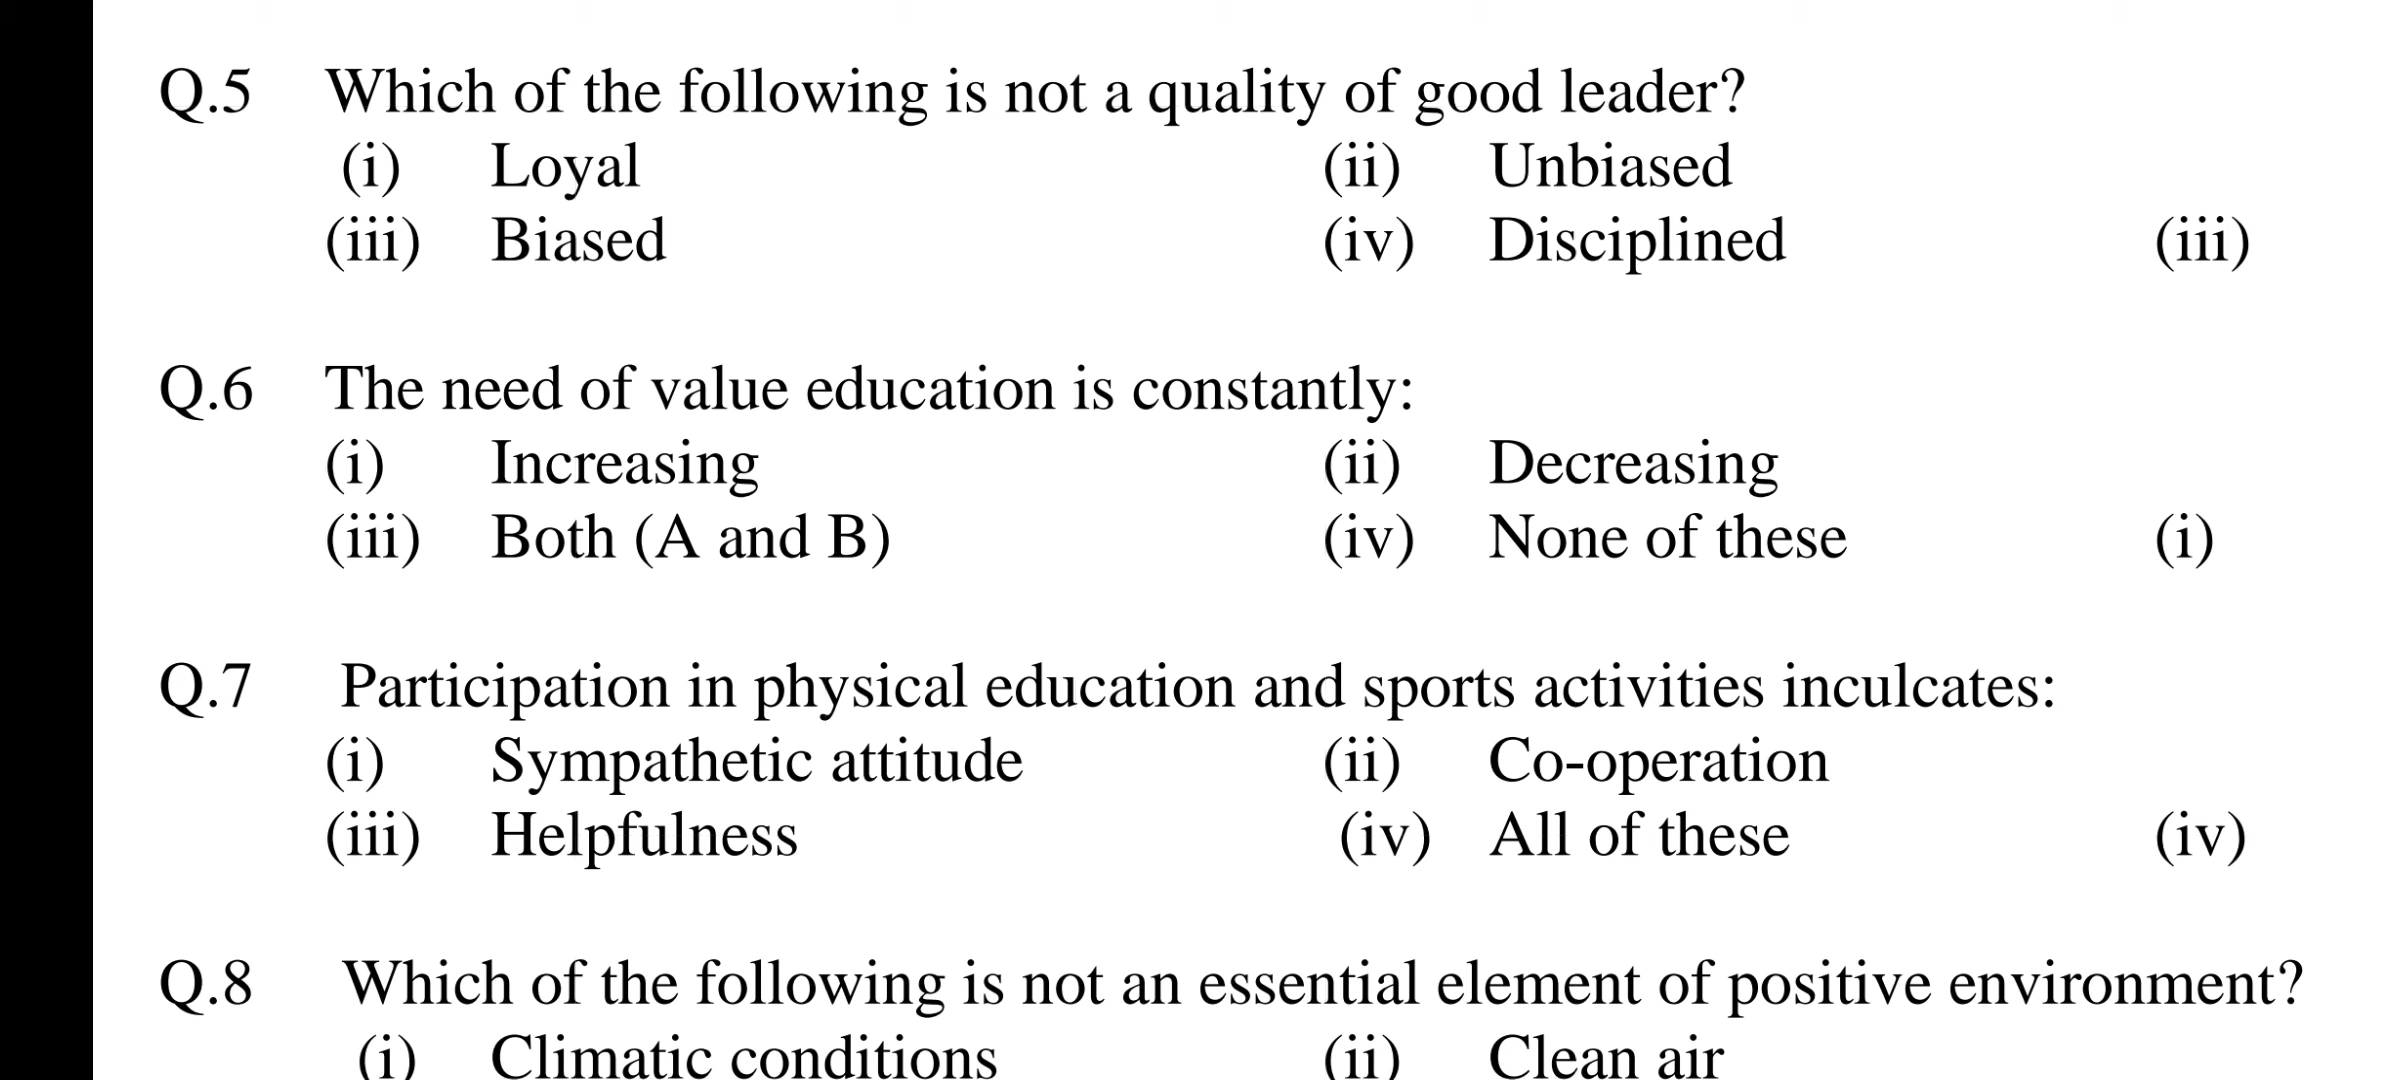 Q.5 Which of the following is not a quality of good leader?
(i) Loyal (ii) Unbiased
(iii) Biased (iv) Disciplined (iii)
Q.6 The need of value education is constantly:
(i) Increasing (ii) Decreasing
(iii) Both (A and B) (iv) None of these (i)
Q.7 Participation in physical education and sports activities inculcates:
(i) Sympathetic attitude (ii) Co-operation
(iii) Helpfulness (iv) All of these (iv)
Q.8 Which of the following is not an essential element of positive environment?
(i) Climatic conditions (ii) Clean air